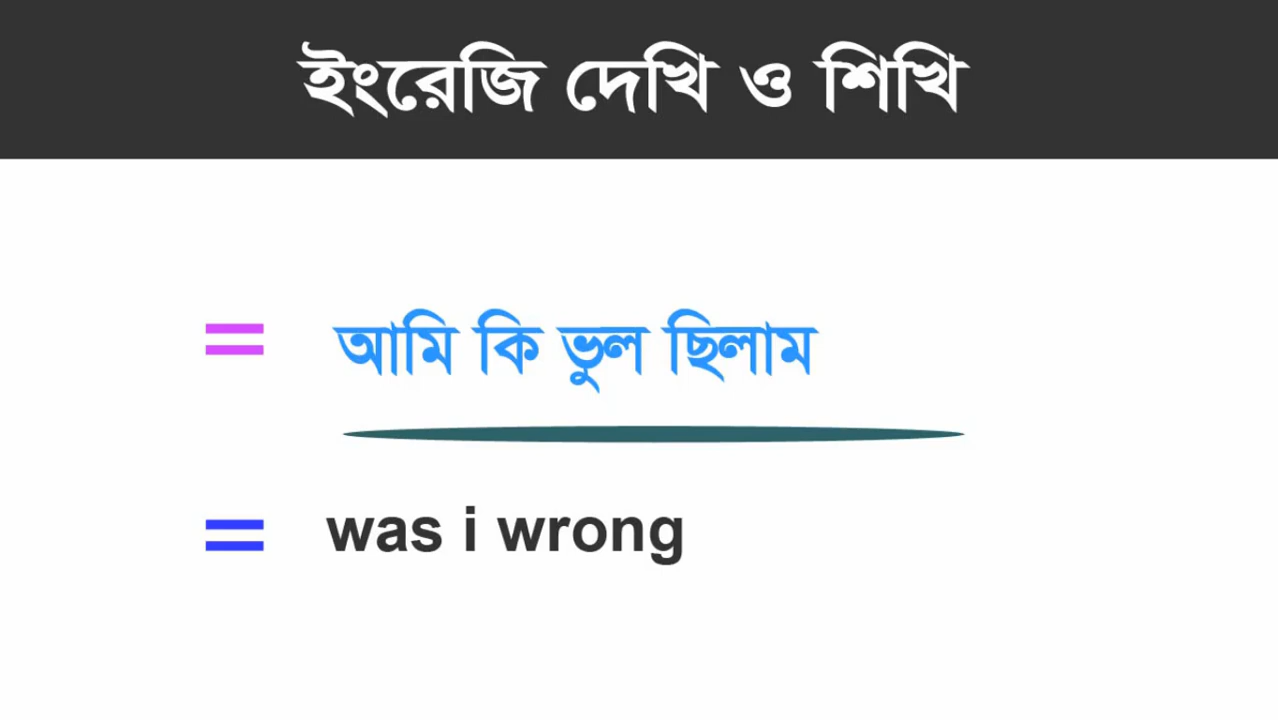 ইংরেজি দেখি ও শিখি
= আমি কি ভুল ছিলাম
= was i wrong